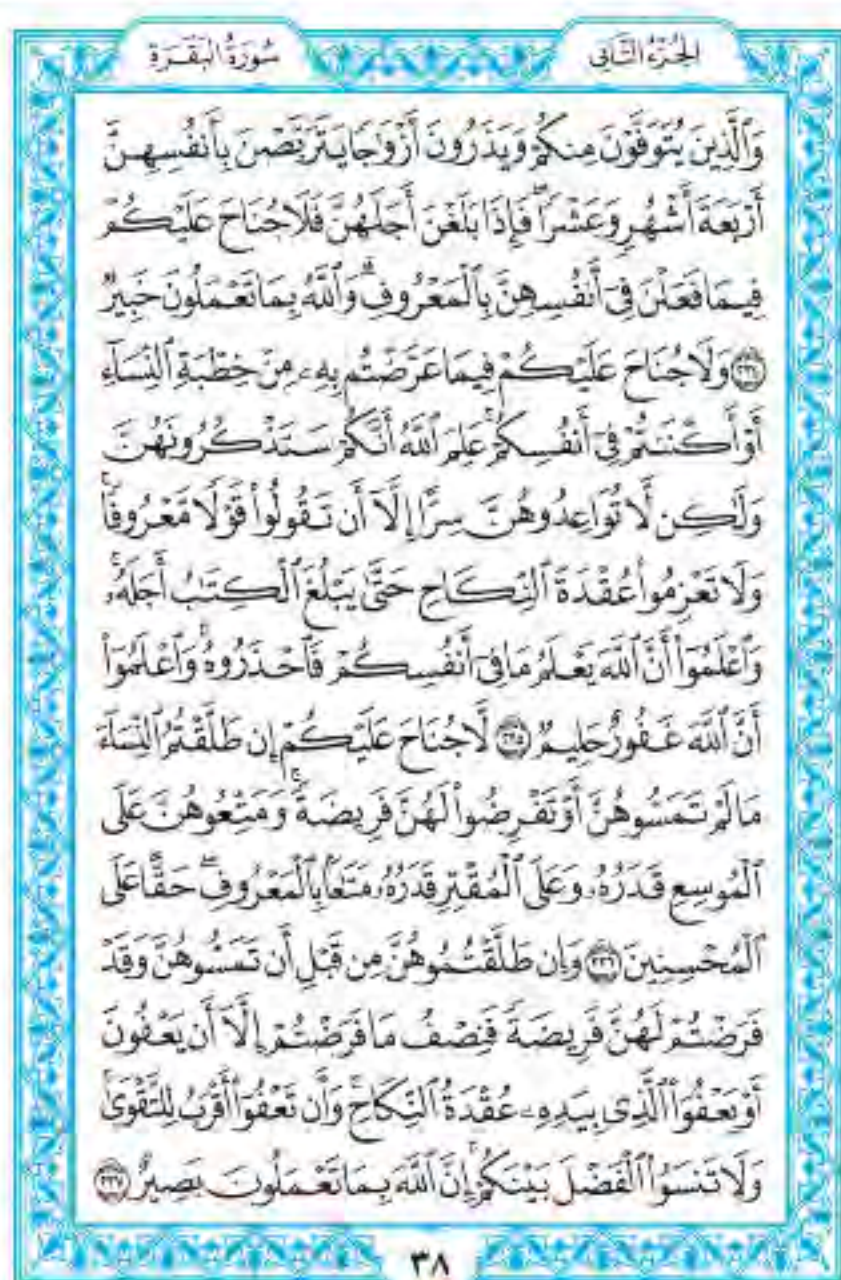 الجُزْءُ الثَّانِي
سُورَةُ البَقَرَةِ
وَٱلَّذِينَ يُتَوَفَّوْنَ مِنكُمْ وَيَذَرُونَ أَزْوَٰجًا يَتَرَبَّصْنَ بِأَنفُسِهِنَّ
أَرْبَعَةَ أَشْهُرٍ وَعَشْرًا ۖ فَإِذَا بَلَغْنَ أَجَلَهُنَّ فَلَا جُنَاحَ عَلَيْكُمْ
فِيمَا فَعَلْنَ فِىٓ أَنفُسِهِنَّ بِٱلْمَعْرُوفِ ۗ وَٱللَّهُ بِمَا تَعْمَلُونَ خَبِيرٌ
﴿٢٣٤﴾ وَلَا جُنَاحَ عَلَيْكُمْ فِيمَا عَرَّضْتُم بِهِۦ مِنْ خِطْبَةِ ٱلنِّسَآءِ
أَوْ أَكْنَنتُمْ فِىٓ أَنفُسِكُمْ ۚ عَلِمَ ٱللَّهُ أَنَّكُمْ سَتَذْكُرُونَهُنَّ
وَلَٰكِن لَّا تُوَاعِدُوهُنَّ سِرًّا إِلَّآ أَن تَقُولُوا۟ قَوْلًا مَّعْرُوفًا ۚ
وَلَا تَعْزِمُوا۟ عُقْدَةَ ٱلنِّكَاحِ حَتَّىٰ يَبْلُغَ ٱلْكِتَٰبُ أَجَلَهُۥ ۚ
وَٱعْلَمُوٓا۟ أَنَّ ٱللَّهَ يَعْلَمُ مَا فِىٓ أَنفُسِكُمْ فَٱحْذَرُوهُ ۚ وَٱعْلَمُوٓا۟
أَنَّ ٱللَّهَ غَفُورٌ حَلِيمٌ ﴿٢٣٥﴾ لَّا جُنَاحَ عَلَيْكُمْ إِن طَلَّقْتُمُ ٱلنِّسَآءَ
مَا لَمْ تَمَسُّوهُنَّ أَوْ تَفْرِضُوا۟ لَهُنَّ فَرِيضَةً ۚ وَمَتِّعُوهُنَّ عَلَى
ٱلْمُوسِعِ قَدَرُهُۥ وَعَلَى ٱلْمُقْتِرِ قَدَرُهُۥ مَتَٰعًۢا بِٱلْمَعْرُوفِ ۖ حَقًّا عَلَى
ٱلْمُحْسِنِينَ ﴿٢٣٦﴾ وَإِن طَلَّقْتُمُوهُنَّ مِن قَبْلِ أَن تَمَسُّوهُنَّ وَقَدْ
فَرَضْتُمْ لَهُنَّ فَرِيضَةً فَنِصْفُ مَا فَرَضْتُمْ إِلَّآ أَن يَعْفُونَ
أَوْ يَعْفُوَا۟ ٱلَّذِى بِيَدِهِۦ عُقْدَةُ ٱلنِّكَاحِ ۚ وَأَن تَعْفُوٓا۟ أَقْرَبُ لِلتَّقْوَىٰ ۚ
وَلَا تَنسَوُا۟ ٱلْفَضْلَ بَيْنَكُمْ ۚ إِنَّ ٱللَّهَ بِمَا تَعْمَلُونَ بَصِيرٌ ﴿٢٣٧﴾
٣٨